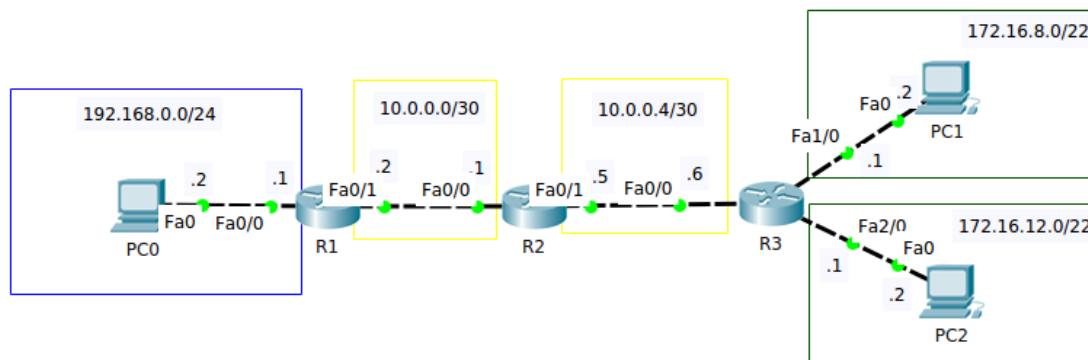 192.168.0.0/24
.2
.1
Fa0
Fa0/0
PC0
R1
10.0.0.0/30
Fa0/1
.2
Fa0/0
.1
R2
10.0.0.4/30
Fa0/1
.5
Fa0/0
.6
R3
172.16.8.0/22
Fa1/0
.1
Fa0
.2
PC1
172.16.12.0/22
Fa2/0
.1
Fa0
.2
PC2